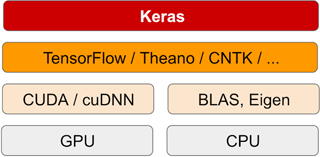 Keras
TensorFlow / Theano / CNTK / ...
CUDA / cuDNN
BLAS, Eigen
GPU
CPU